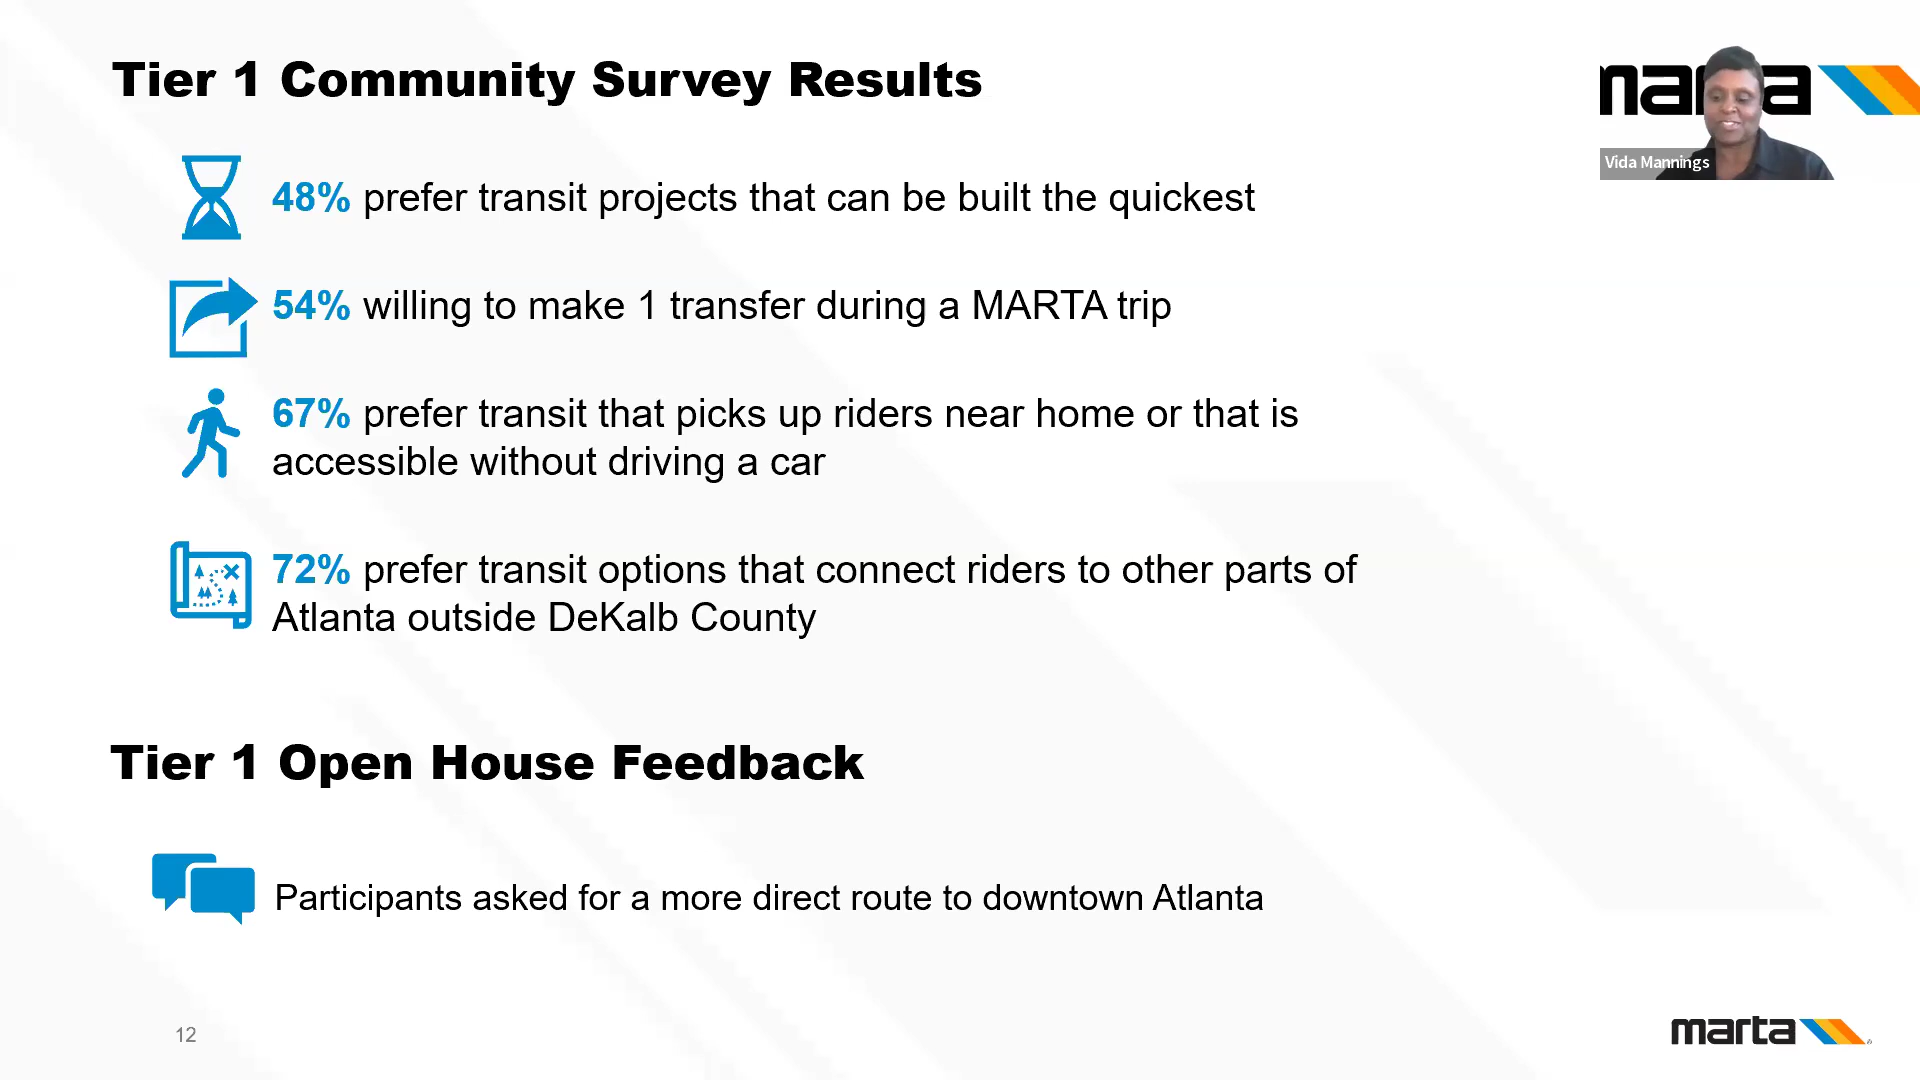 Tier 1 Community Survey Results
marta
Vida Mannings
48% prefer transit projects that can be built the quickest
54% willing to make 1 transfer during a MARTA trip
67% prefer transit that picks up riders near home or that is
accessible without driving a car
72% prefer transit options that connect riders to other parts of
Atlanta outside DeKalb County
Tier 1 Open House Feedback
Participants asked for a more direct route to downtown Atlanta
12
marta